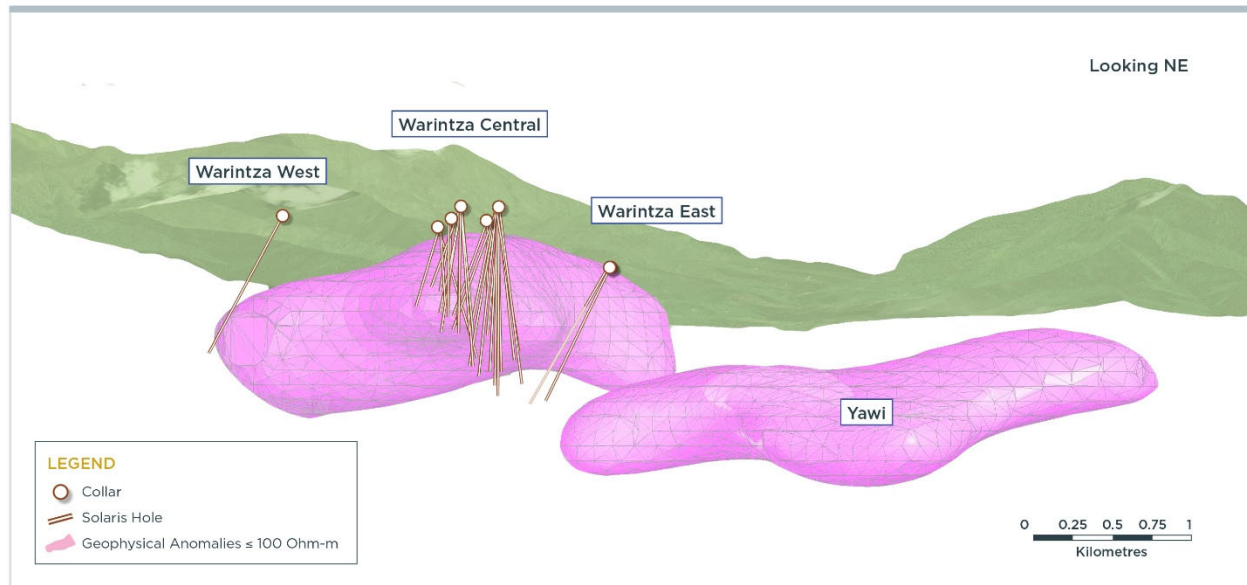 Looking NE
Warintza Central
Warintza West
Warintza East
Yawi
LEGEND
Collar
Solaris Hole
Geophysical Anomalies ≤ 100 Ohm-m
0 0.25 0.5 0.75 1
Kilometres